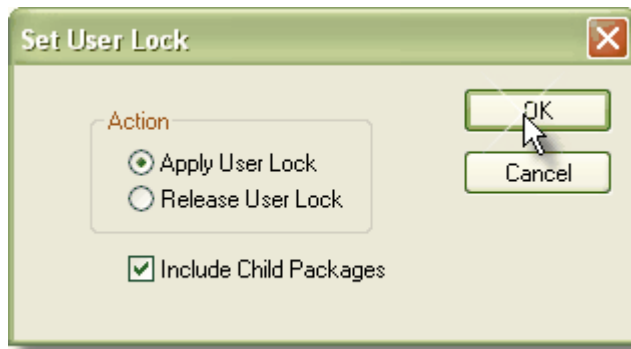 Set User Lock
Action
Apply User Lock
Release User Lock
Include Child Packages
OK
Cancel